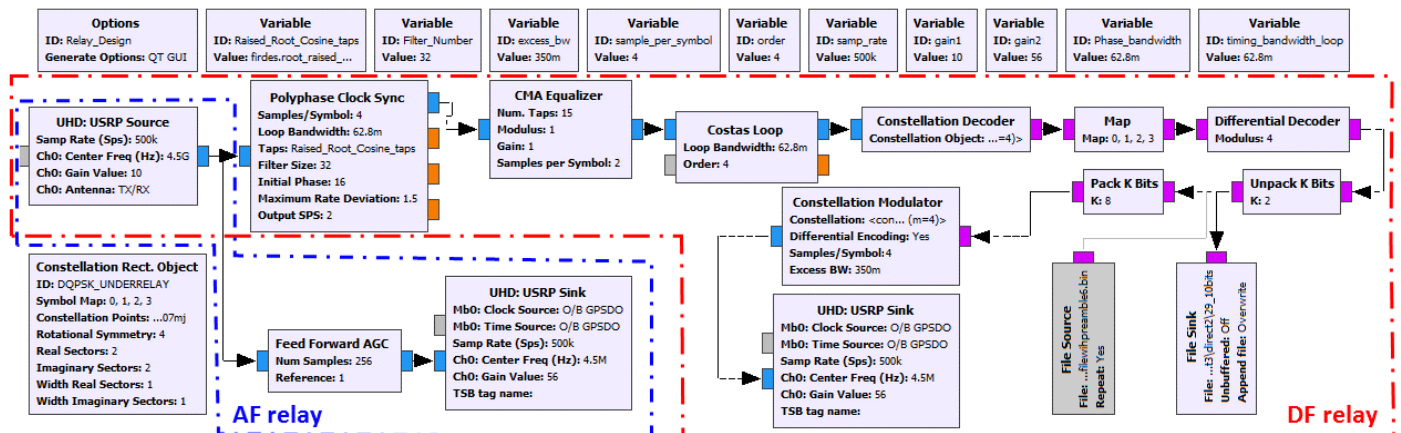 Options
ID: Relay_Design
Generate Options: QT GUI
Variable
ID: Raised_Root_Cosine_taps
Value: firdes.root_raised_...
Variable
ID: Filter_Number
Value: 32
Variable
ID: excess_bw
Value: 350m
Variable
ID: sample_per_symbol
Value: 4
Variable
ID: order
Value: 4
Variable
ID: samp_rate
Value: 500k
Variable
ID: gain1
Value: 10
Variable
ID: gain2
Value: 56
Variable
ID: Phase_bandwidth
Value: 62.8m
Variable
ID: timing_bandwidth_loop
Value: 62.8m
UHD: USRP Source
Samp Rate (Sps): 500k
Ch0: Center Freq (Hz): 4.5G
Ch0: Gain Value: 10
Ch0: Antenna: TX/RX
Polyphase Clock Sync
Samples/Symbol: 4
Loop Bandwidth: 62.8m
Taps: Raised_Root_Cosine_taps
Filter Size: 32
Initial Phase: 16
Maximum Rate Deviation: 1.5
Output SPS: 2
CMA Equalizer
Num. Taps: 15
Modulus: 1
Gain: 1
Samples per Symbol: 2
Costas Loop
Loop Bandwidth: 62.8m
Order: 4
Constellation Decoder
Constellation Object: ...=4)>
Map
Map: 0, 1, 2, 3
Differential Decoder
Modulus: 4
Unpack K Bits
K: 2
Pack K Bits
K: 8
Constellation Modulator
Constellation: <con... (m=4)>
Differential Encoding: Yes
Samples/Symbol:4
Excess BW: 350m
UHD: USRP Sink
Mb0: Clock Source: O/B GPSDO
Mb0: Time Source: O/B GPSDO
Samp Rate (Sps): 500k
Ch0: Center Freq (Hz): 4.5M
Ch0: Gain Value: 56
TSB tag name:
File Source
File: ...filewihpreamble6.bin
Repeat: Yes
File Sink
File: ...t3\direct2\29_10bits
Unbuffered: Off
Append file: Overwrite
Constellation Rect. Object
ID: DQPSK_UNDERRELAY
Symbol Map: 0, 1, 2, 3
Constellation Points: ...07mj
Rotational Symmetry: 4
Real Sectors: 2
Imaginary Sectors: 2
Width Real Sectors: 1
Width Imaginary Sectors: 1
Feed Forward AGC
Num Samples: 256
Reference: 1
UHD: USRP Sink
Mb0: Clock Source: O/B GPSDO
Mb0: Time Source: O/B GPSDO
Samp Rate (Sps): 500k
Ch0: Center Freq (Hz): 4.5M
Ch0: Gain Value: 56
TSB tag name:
AF relay
DF relay